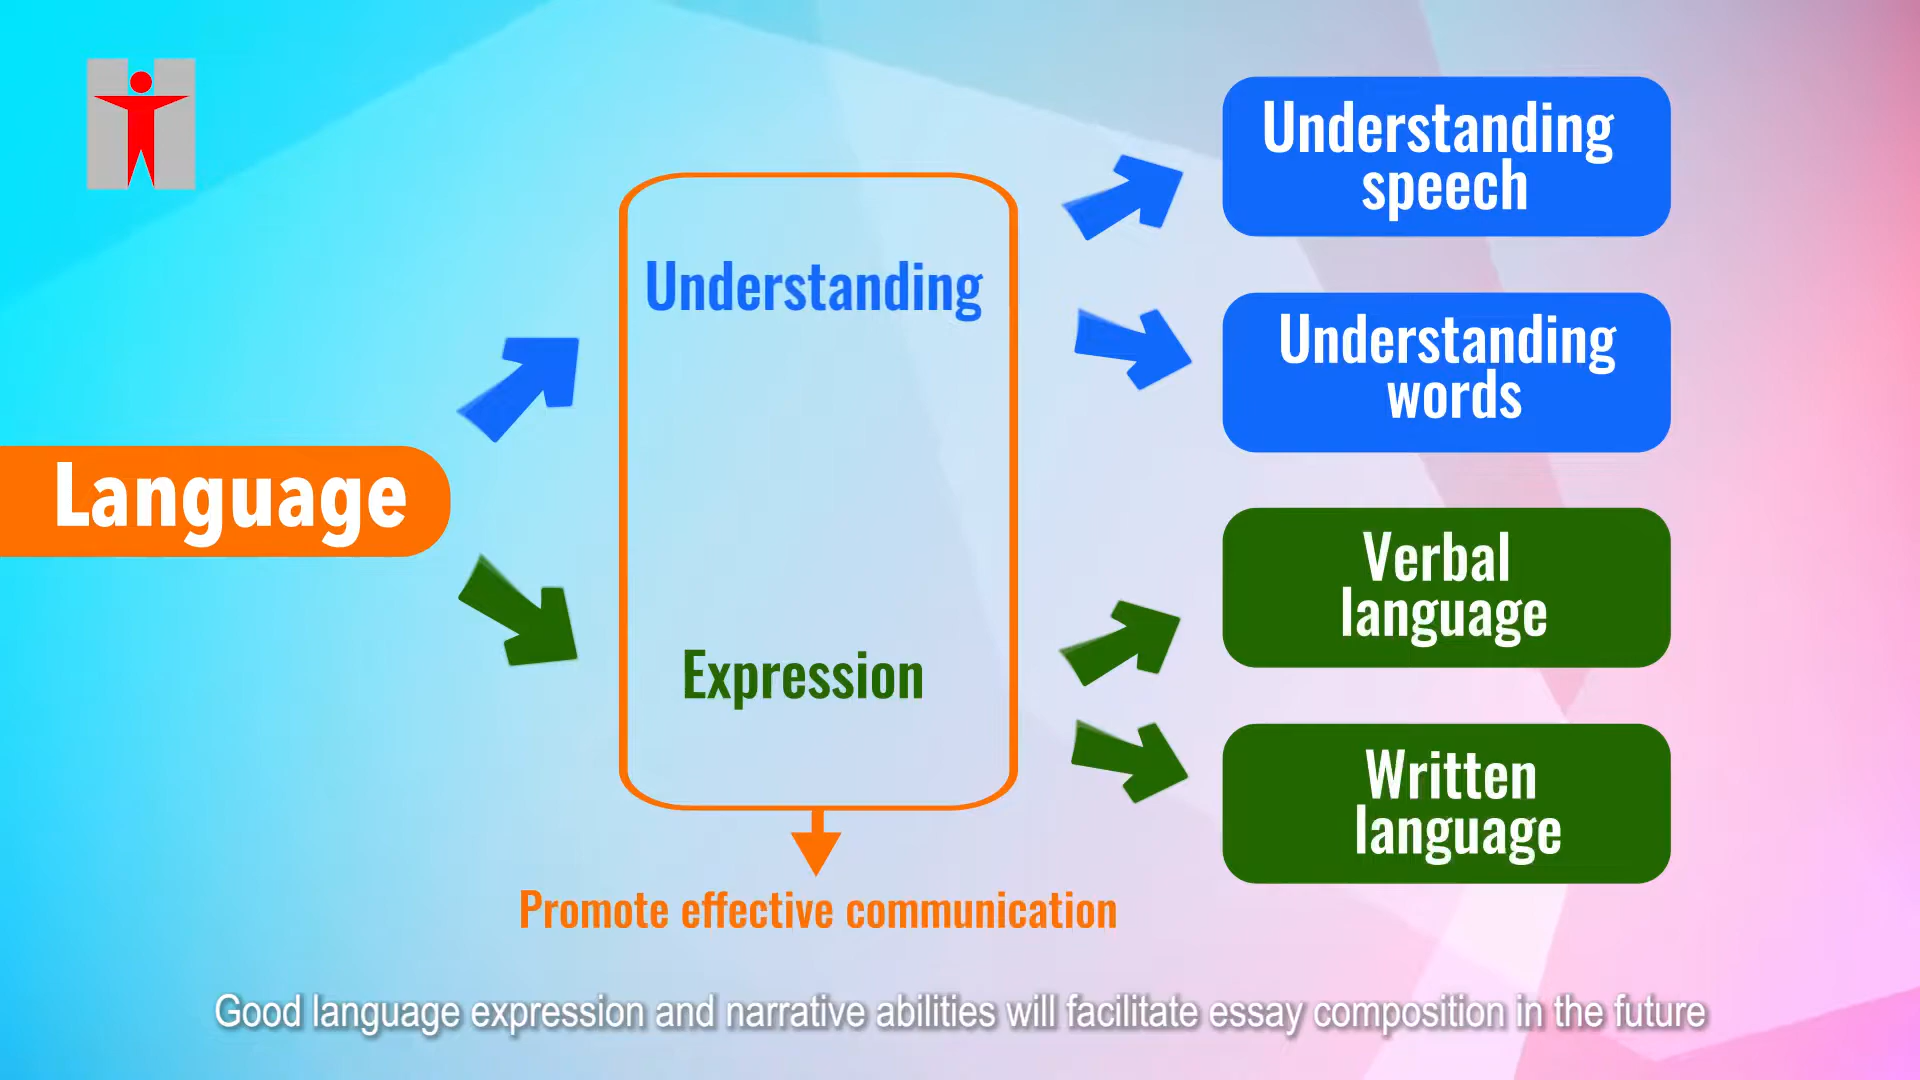 Language
Understanding
Expression
Promote effective communication
Understanding
speech
Understanding
words
Verbal
language
Written
language
Good language expression and narrative abilities will facilitate essay composition in the future